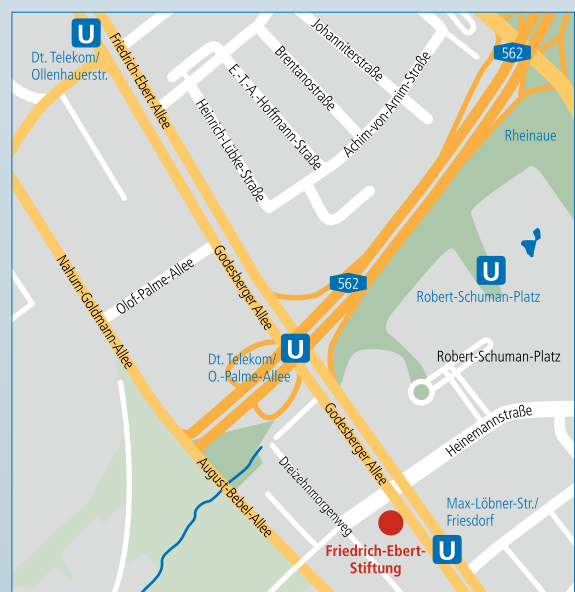 U
Dt. Telekom/
Ollenhauerstr.
Friedrich-Ebert-Allee
Johanniterstraße
Brentanostraße
E.-T.-A.-Hoffmann-Straße
Heinrich-Lübke-Straße
Achim-von-Arnim-Straße
562
Rheinaue
Nahum-Goldmann-Allee
Olof-Palme-Allee
Godesberger Allee
562
U
Robert-Schuman-Platz
U
Dt. Telekom/
O.-Palme-Allee
Robert-Schuman-Platz
Godesberger Allee
Heinemannstraße
August-Bebel-Allee
Dreizehnmorgenweg
Max-Löbner-Str./
Friesdorf
U
Friedrich-Ebert-
Stiftung